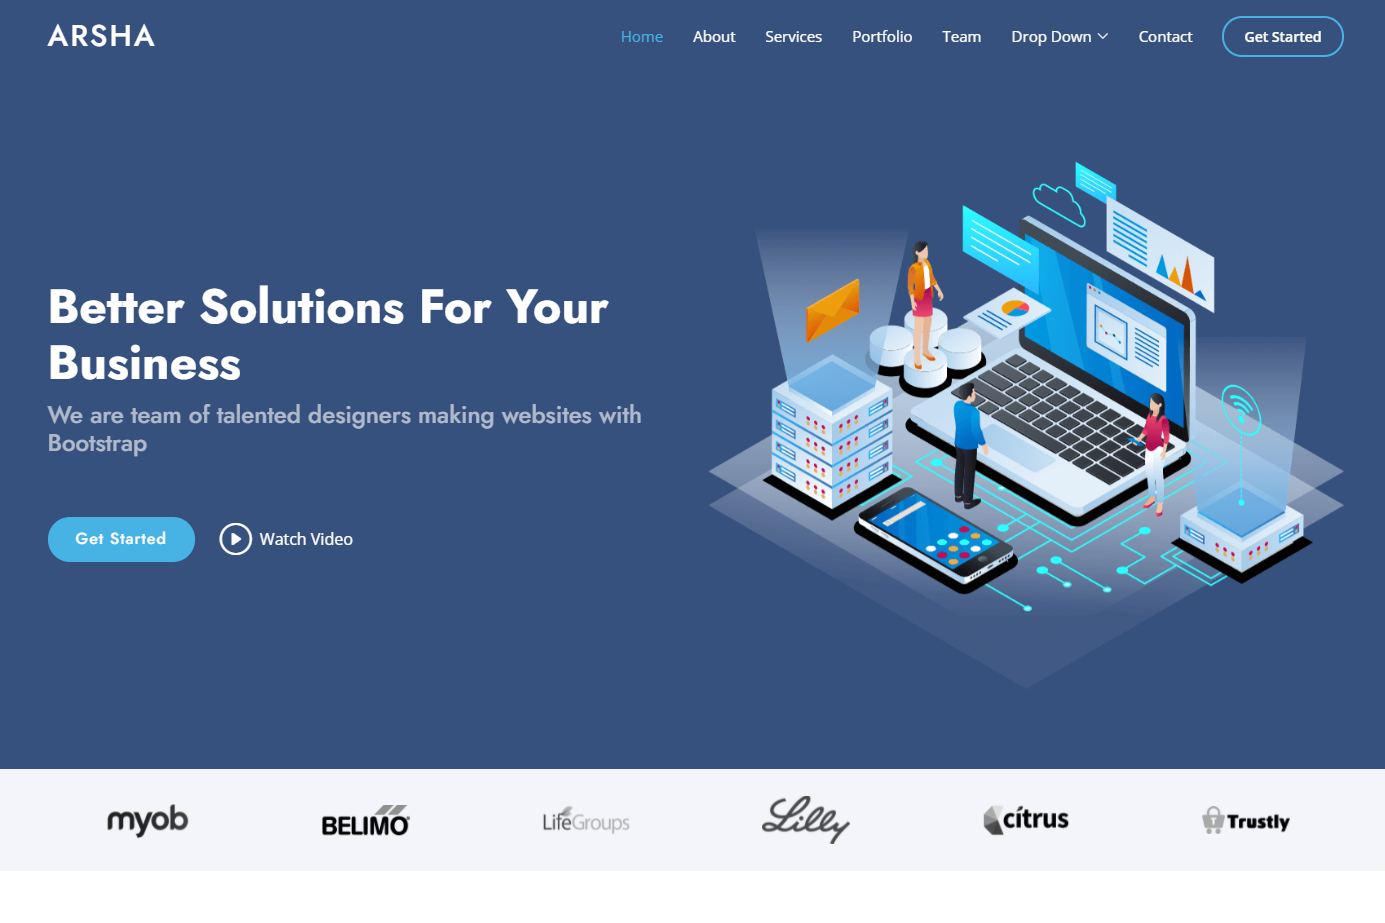 ARSHA
Home About Services Portfolio Team Drop Down Contact Get Started
Better Solutions For Your
Business
We are team of talented designers making websites with
Bootstrap
Get Started Watch Video
myob BELIMO LifeGroups Lilly cítrus Trustly